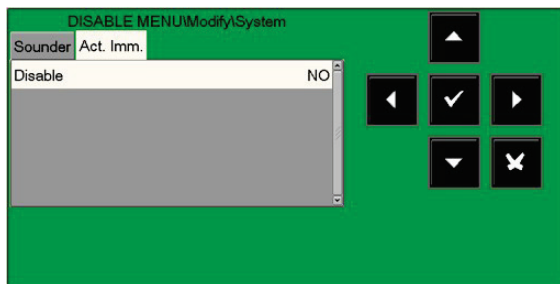 DISABLE MENU\Modify\System
Sounder Act. Imm.
Disable NO